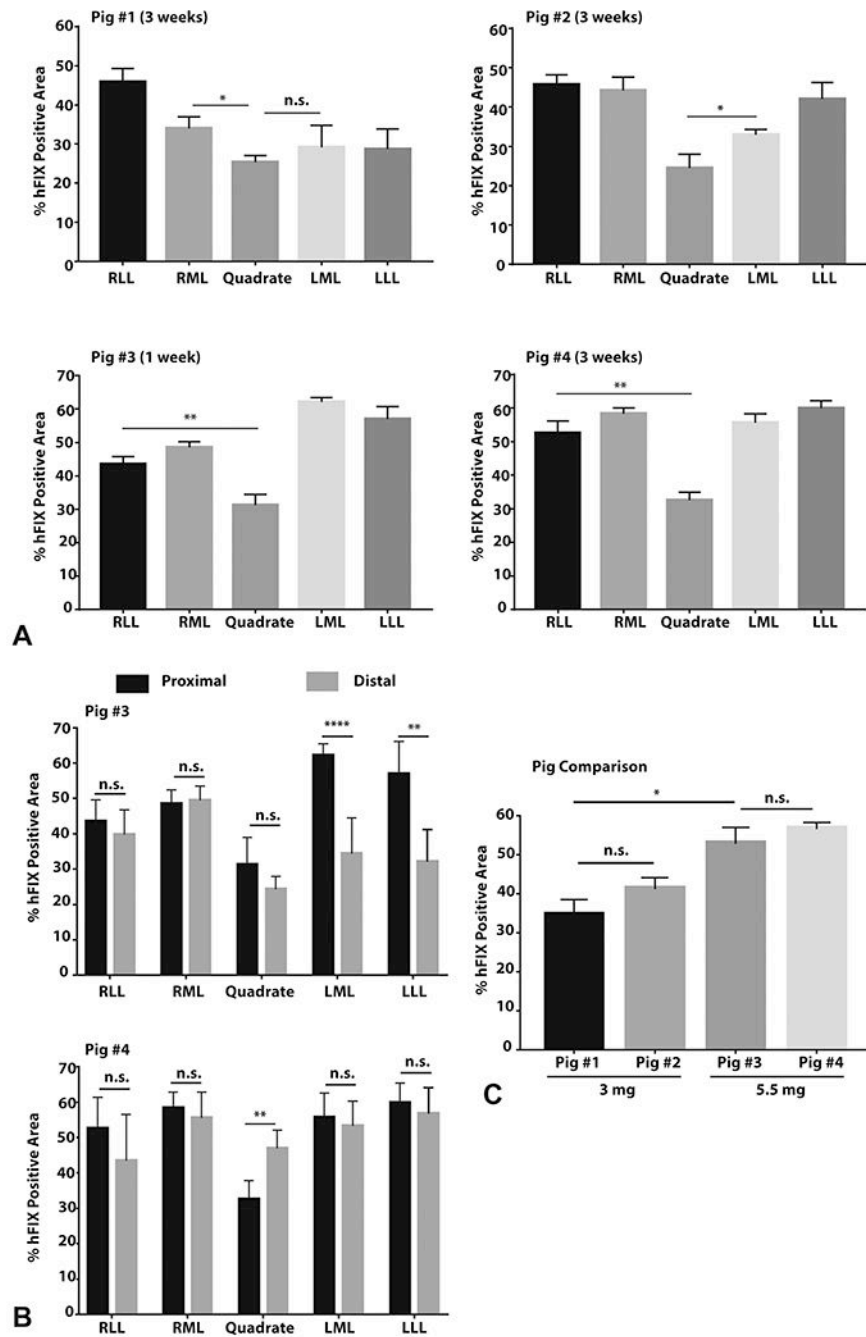 Pig #1 (3 weeks)
% hFIX Positive Area
60
50
40
30
20
10
0
*
n.s.
RLL RML Quadrate LML LLL
Pig #2 (3 weeks)
% hFIX Positive Area
60
50
40
30
20
10
0
*
RLL RML Quadrate LML LLL
Pig #3 (1 week)
% hFIX Positive Area
70
60
50
40
30
20
10
0
**
RLL RML Quadrate LML LLL
Pig #4 (3 weeks)
% hFIX Positive Area
70
60
50
40
30
20
10
0
**
RLL RML Quadrate LML LLL
A
Proximal Distal
Pig #3
% hFIX Positive Area
70
60
50
40
30
20
10
0
n.s. n.s. n.s. **** **
RLL RML Quadrate LML LLL
Pig #4
% hFIX Positive Area
70
60
50
40
30
20
10
0
n.s. n.s. ** n.s. n.s.
RLL RML Quadrate LML LLL
B
Pig Comparison
% hFIX Positive Area
60
50
40
30
20
10
0
*
n.s.
n.s.
Pig #1 Pig #2 Pig #3 Pig #4
3 mg 5.5 mg
C